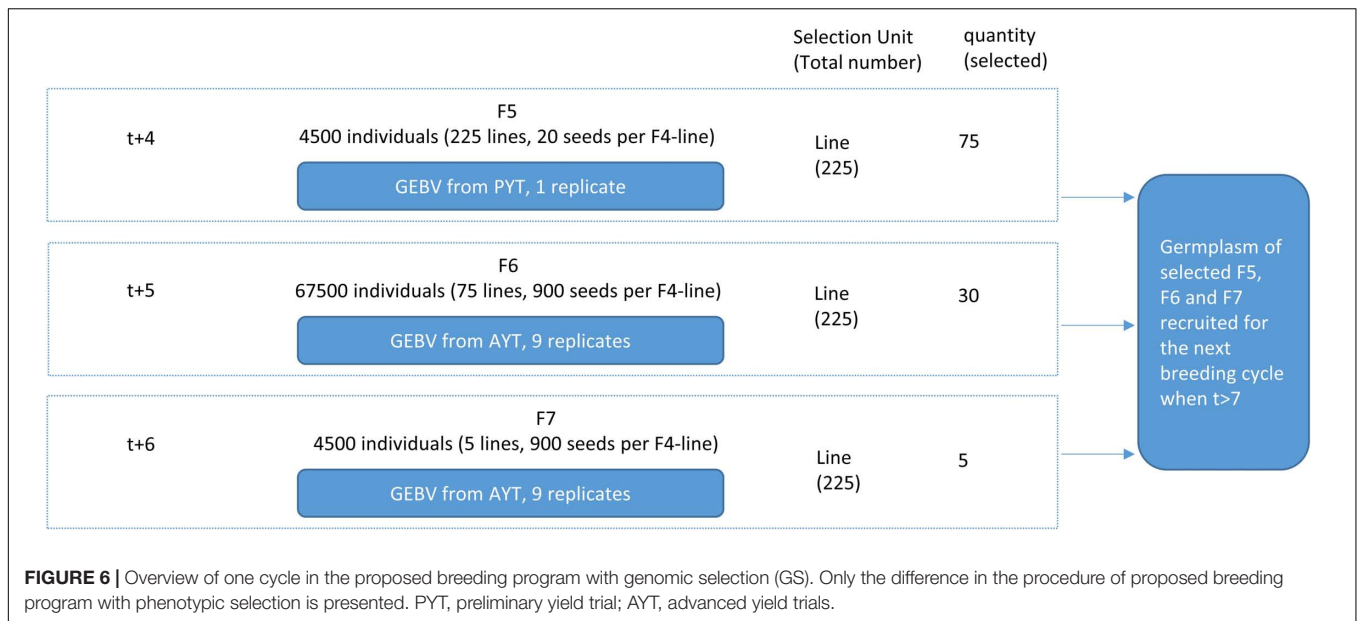 Selection Unit
(Total number)
quantity
(selected)
t+4
F5
4500 individuals (225 lines, 20 seeds per F4-line)
GEBV from PYT, 1 replicate
Line
(225)
75
t+5
F6
67500 individuals (75 lines, 900 seeds per F4-line)
GEBV from AYT, 9 replicates
Line
(225)
30
t+6
F7
4500 individuals (5 lines, 900 seeds per F4-line)
GEBV from AYT, 9 replicates
Line
(225)
5
Germplasm of
selected F5,
F6 and F7
recruited for
the next
breeding cycle
when t>7
FIGURE 6 | Overview of one cycle in the proposed breeding program with genomic selection (GS). Only the difference in the procedure of proposed breeding
program with phenotypic selection is presented. PYT, preliminary yield trial; AYT, advanced yield trials.